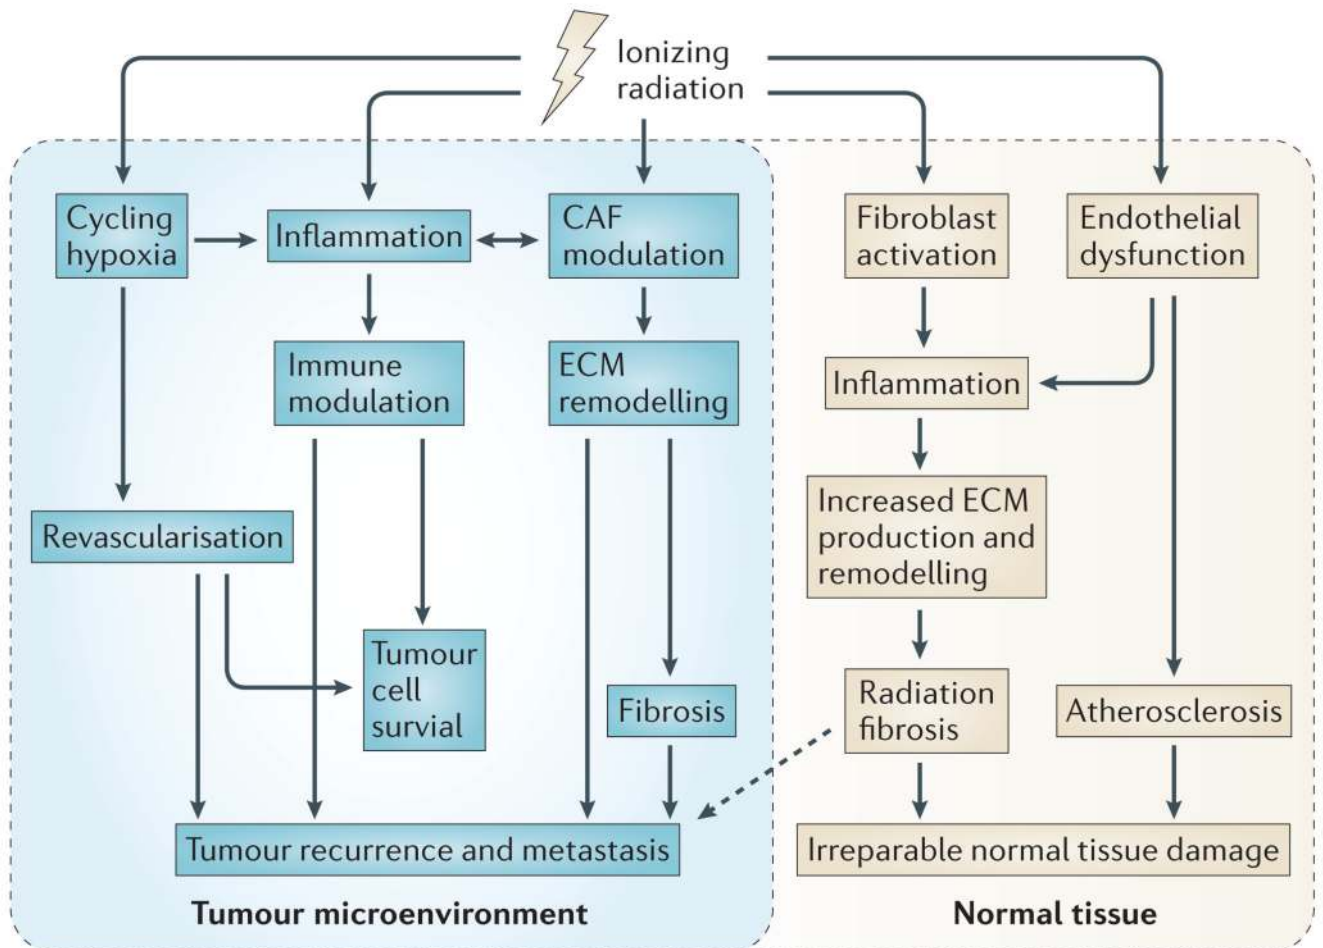 Ionizing
radiation
Cycling
hypoxia
Inflammation
CAF
modulation
Fibroblast
activation
Endothelial
dysfunction
Immune
modulation
ECM
remodelling
Inflammation
Revascularisation
Increased ECM
production and
remodelling
Tumour
cell
survial
Fibrosis
Radiation
fibrosis
Atherosclerosis
Tumour recurrence and metastasis
Irreparable normal tissue damage
Tumour microenvironment
Normal tissue